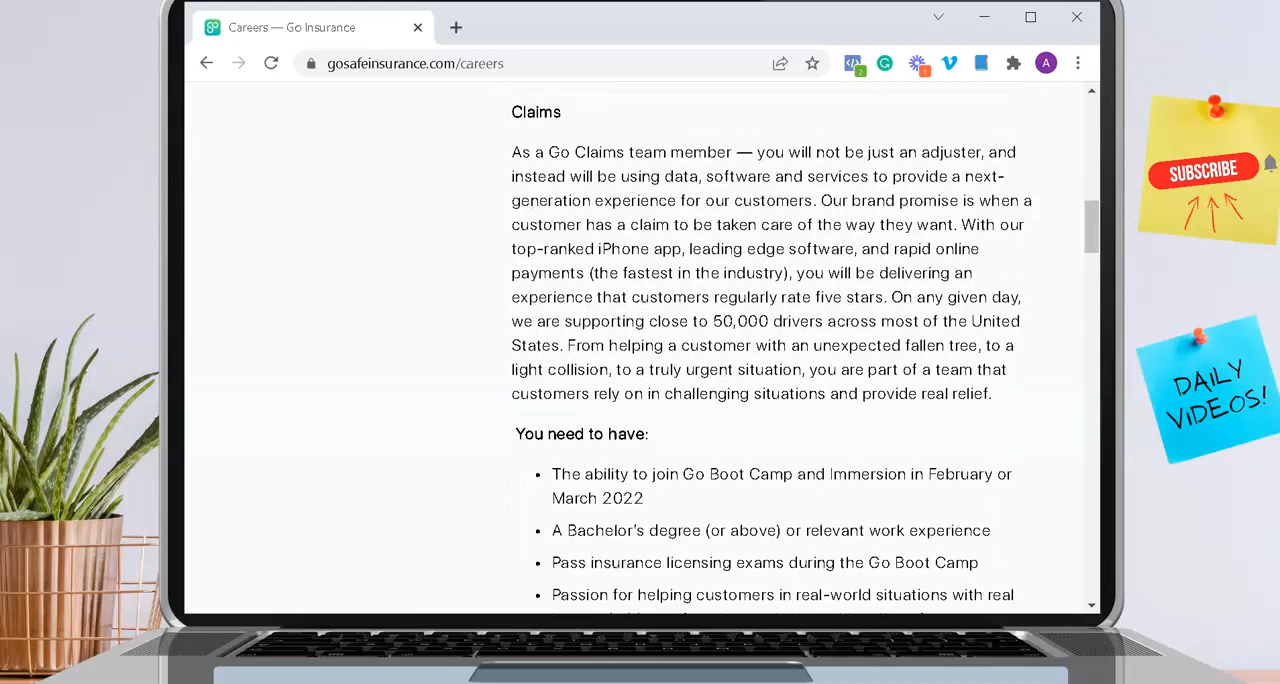 Careers — Go Insurance
gosafeinsurance.com/careers
2
1
A
Claims
As a Go Claims team member — you will not be just an adjuster, and
instead will be using data, software and services to provide a next-
generation experience for our customers. Our brand promise is when a
customer has a claim to be taken care of the way they want. With our
top-ranked iPhone app, leading edge software, and rapid online
payments (the fastest in the industry), you will be delivering an
experience that customers regularly rate five stars. On any given day,
we are supporting close to 50,000 drivers across most of the United
States. From helping a customer with an unexpected fallen tree, to a
light collision, to a truly urgent situation, you are part of a team that
customers rely on in challenging situations and provide real relief.
You need to have:
• The ability to join Go Boot Camp and Immersion in February or
March 2022
• A Bachelor's degree (or above) or relevant work experience
• Pass insurance licensing exams during the Go Boot Camp
• Passion for helping customers in real-world situations with real
SUBSCRIBE
DAILY
VIDEOS!